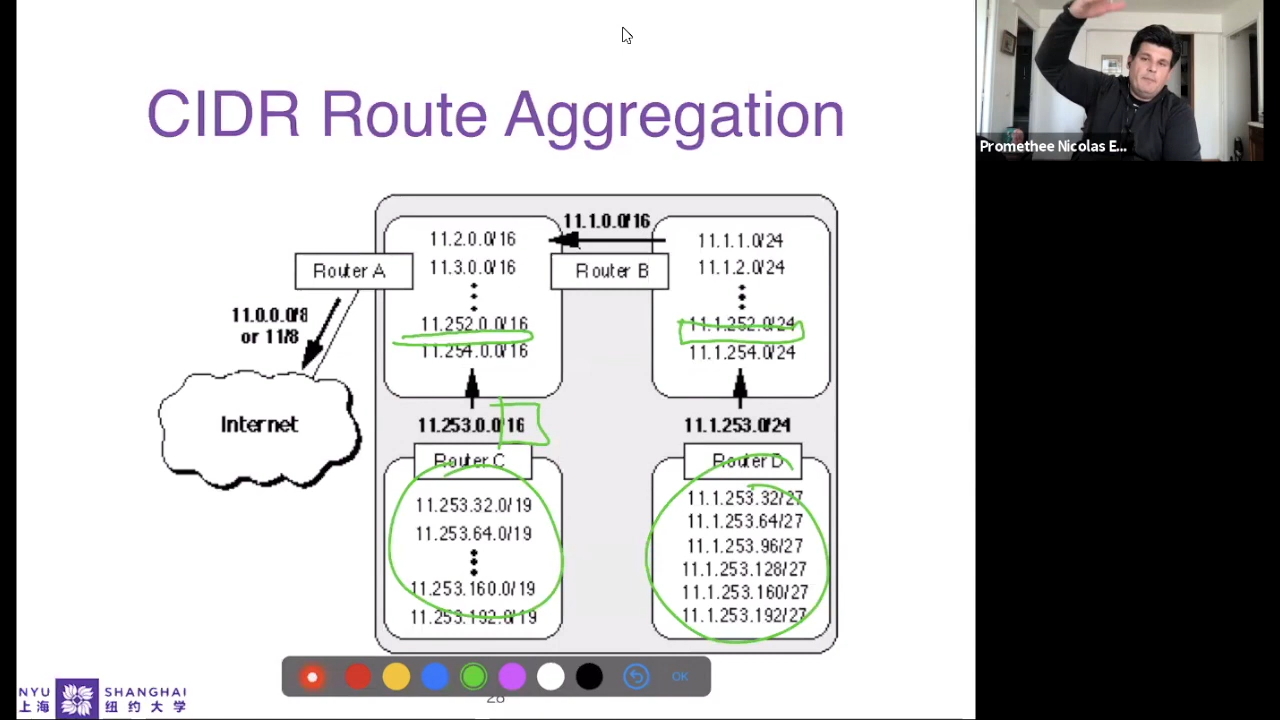 CIDR Route Aggregation
Promethee Nicolas E...
11.1.0.0/16
11.2.0.0/16
11.3.0.0/16
11.252.0.0/16
11.254.0.0/16
Router A
Router B
11.1.1.0/24
11.1.2.0/24
11.1.252.0/24
11.1.254.0/24
11.0.0.0/8
or 11/8
Internet
11.253.0.0/16
11.1.253.0/24
Router C
Router D
11.253.32.0/19
11.253.64.0/19
11.253.160.0/19
11.253.192.0/19
11.1.253.32/27
11.1.253.64/27
11.1.253.96/27
11.1.253.128/27
11.1.253.160/27
11.1.253.192/27
OK
28
NYU SHANGHAI
上海 纽约大学